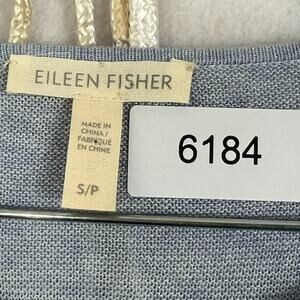 EILEEN FISHER
MADE IN
CHINA /
FABRIQUÉ
EN CHINE
S/P
6184